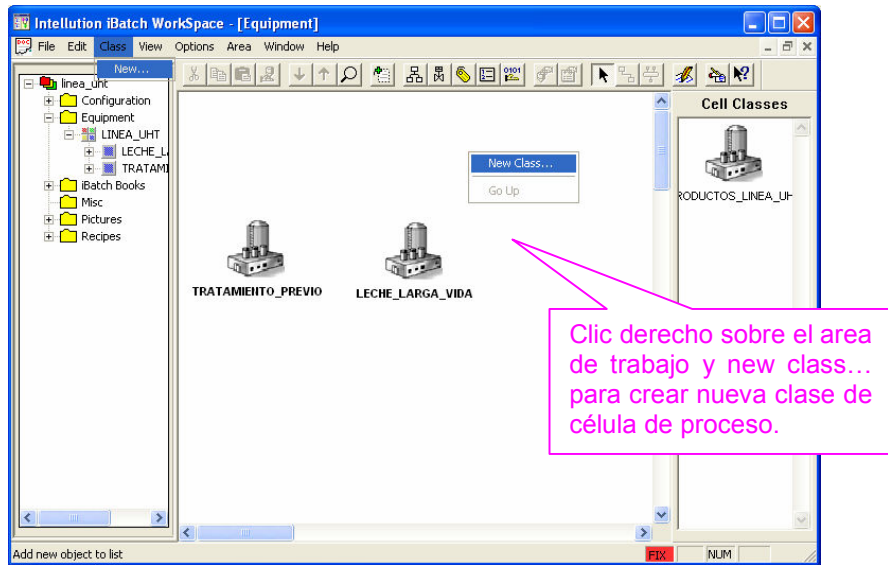 Intellution iBatch WorkSpace - [Equipment]
File Edit Class View Options Area Window Help
New...
linea_uht
Configuration
Equipment
LINEA_UHT
LECHE_L
TRATAMI
iBatch Books
Misc
Pictures
Recipes
New Class...
Go Up
TRATAMIENTO_PREVIO
LECHE_LARGA_VIDA
Cell Classes
RODUCTOS_LINEA_UH
Clic derecho sobre el area
de trabajo y new class…
para crear nueva clase de
célula de proceso.
Add new object to list
FIX
NUM